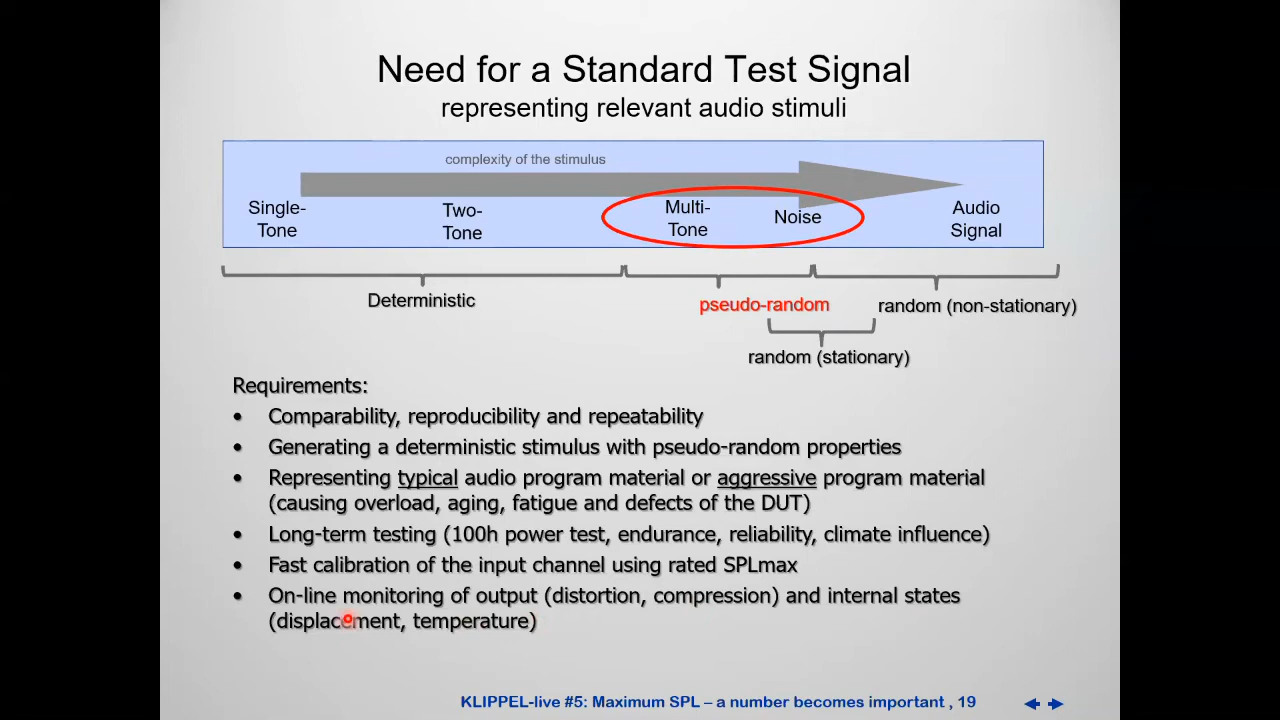 Need for a Standard Test Signal
representing relevant audio stimuli
complexity of the stimulus
Single-
Tone
Two-
Tone
Multi-
Tone
Noise
Audio
Signal
Deterministic
pseudo-random
random (non-stationary)
random (stationary)
Requirements:
• Comparability, reproducibility and repeatability
• Generating a deterministic stimulus with pseudo-random properties
• Representing typical audio program material or aggressive program material
(causing overload, aging, fatigue and defects of the DUT)
• Long-term testing (100h power test, endurance, reliability, climate influence)
• Fast calibration of the input channel using rated SPLmax
• On-line monitoring of output (distortion, compression) and internal states
(displacement, temperature)
KLIPPEL-live #5: Maximum SPL – a number becomes important , 19